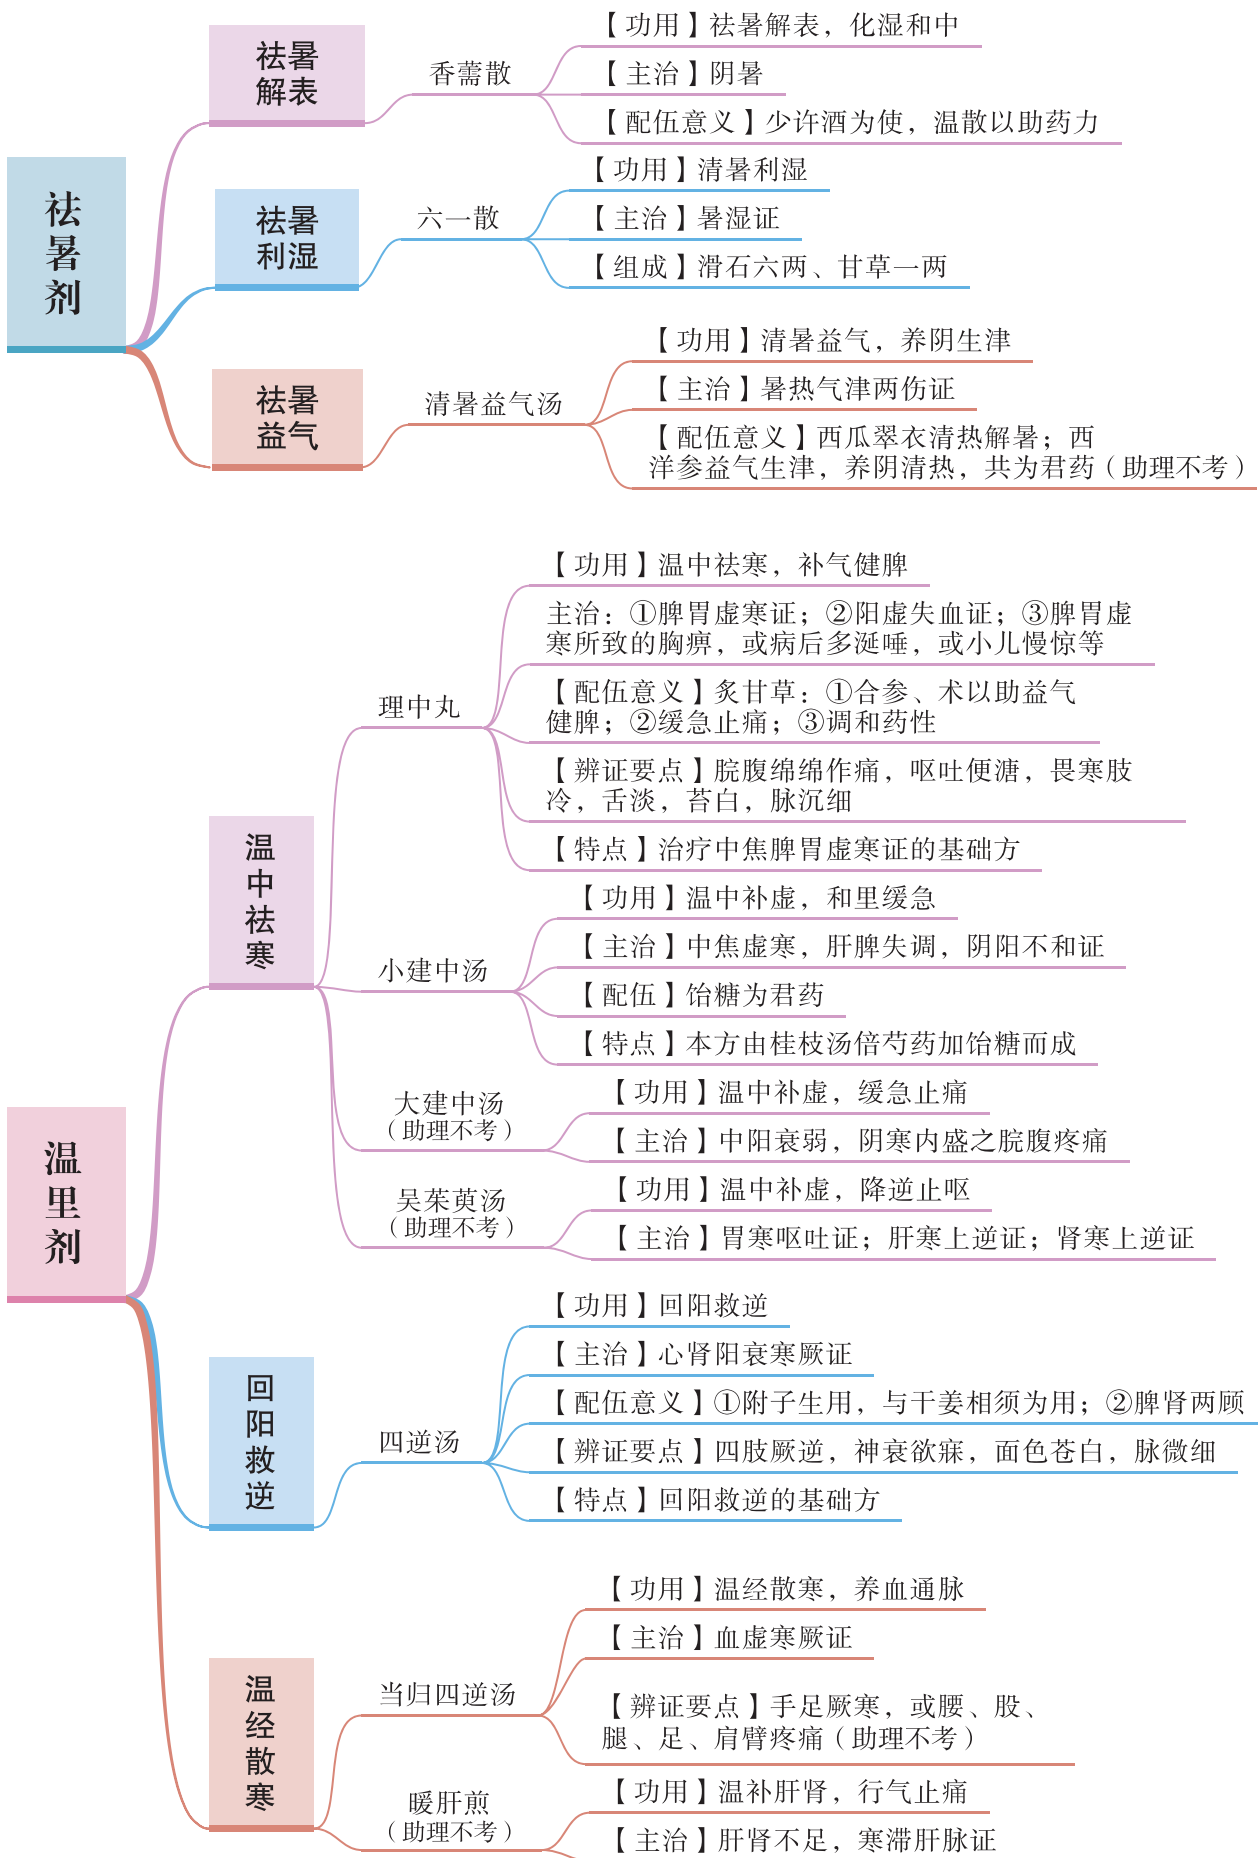 祛暑剂
祛暑
解表
香薷散
【功用】祛暑解表，化湿和中
【主治】阴暑
【配伍意义】少许酒为使，温散以助药力
祛暑
利湿
六一散
【功用】清暑利湿
【主治】暑湿证
【组成】滑石六两、甘草一两
祛暑
益气
清暑益气汤
【功用】清暑益气，养阴生津
【主治】暑热气津两伤证
【配伍意义】西瓜翠衣清热解暑；西
洋参益气生津，养阴清热，共为君药（助理不考）
温里剂
温中祛寒
理中丸
【功用】温中祛寒，补气健脾
主治：①脾胃虚寒证；②阳虚失血证；③脾胃虚
寒所致的胸痹，或病后多涎唾，或小儿慢惊等
【配伍意义】炙甘草：①合参、术以助益气
健脾；②缓急止痛；③调和药性
【辨证要点】脘腹绵绵作痛，呕吐便溏，畏寒肢
冷，舌淡，苔白，脉沉细
【特点】治疗中焦脾胃虚寒证的基础方
小建中汤
【功用】温中补虚，和里缓急
【主治】中焦虚寒，肝脾失调，阴阳不和证
【配伍】饴糖为君药
【特点】本方由桂枝汤倍芍药加饴糖而成
大建中汤
（助理不考）
【功用】温中补虚，缓急止痛
【主治】中阳衰弱，阴寒内盛之脘腹疼痛
吴茱萸汤
（助理不考）
【功用】温中补虚，降逆止呕
【主治】胃寒呕吐证；肝寒上逆证；肾寒上逆证
回阳救逆
四逆汤
【功用】回阳救逆
【主治】心肾阳衰寒厥证
【配伍意义】①附子生用，与干姜相须为用；②脾肾两顾
【辨证要点】四肢厥逆，神衰欲寐，面色苍白，脉微细
【特点】回阳救逆的基础方
温经散寒
当归四逆汤
【功用】温经散寒，养血通脉
【主治】血虚寒厥证
【辨证要点】手足厥寒，或腰、股、
腿、足、肩臂疼痛（助理不考）
暖肝煎
（助理不考）
【功用】温补肝肾，行气止痛
【主治】肝肾不足，寒滞肝脉证